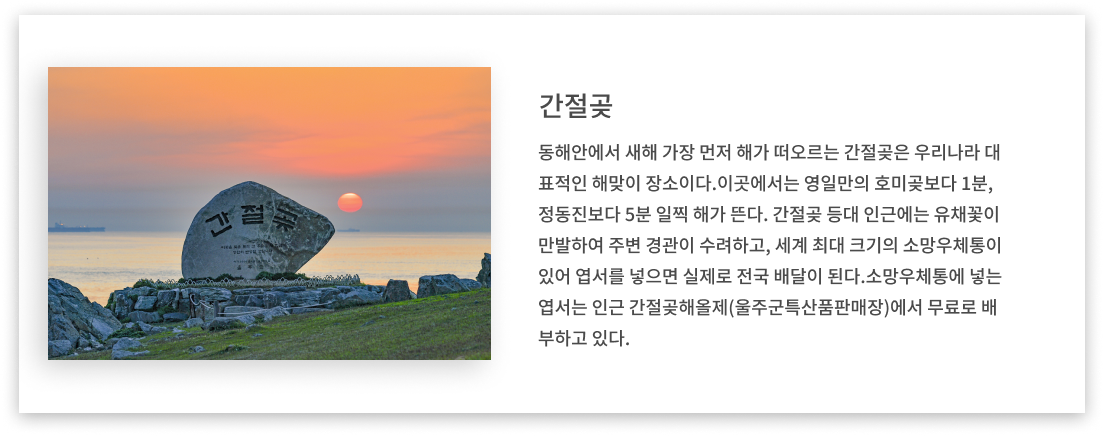 간절곶
간절곶
동해안에서 새해 가장 먼저 해가 떠오르는 간절곶은 우리나라 대
표적인 해맞이 장소이다.이곳에서는 영일만의 호미곶보다 1분,
정동진보다 5분 일찍 해가 뜬다. 간절곶 등대 인근에는 유채꽃이
만발하여 주변 경관이 수려하고, 세계 최대 크기의 소망우체통이
있어 엽서를 넣으면 실제로 전국 배달이 된다.소망우체통에 넣는
엽서는 인근 간절곶해올제(울주군특산품판매장)에서 무료로 배
부하고 있다.